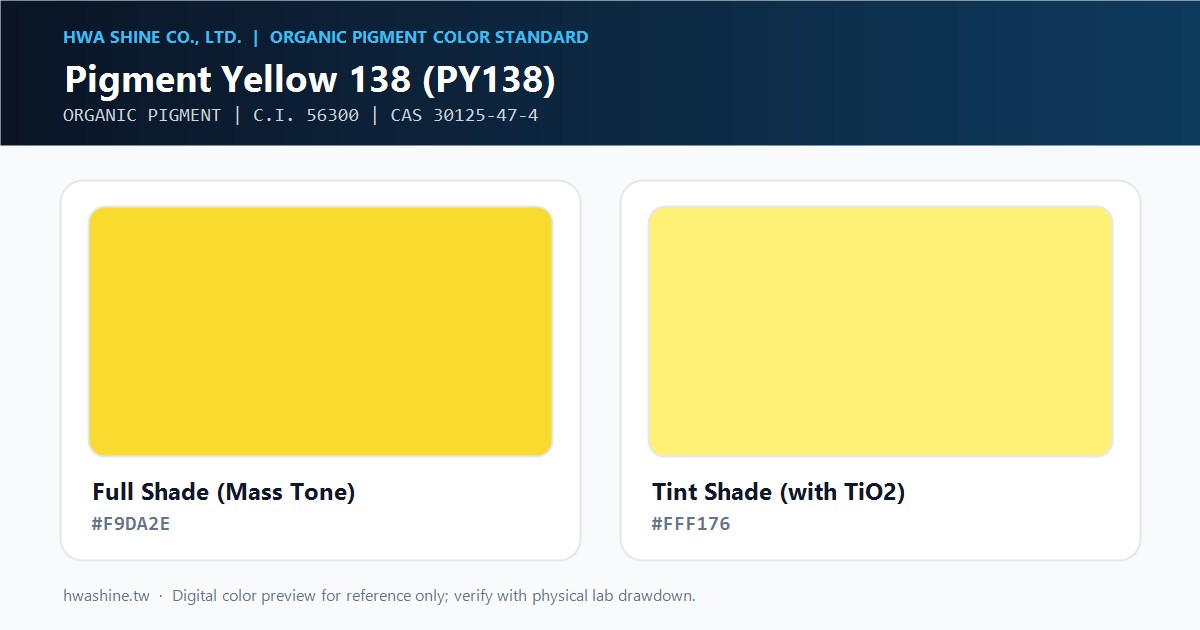 HWA SHINE CO., LTD. | ORGANIC PIGMENT COLOR STANDARD
Pigment Yellow 138 (PY138)
ORGANIC PIGMENT | C.I. 56300 | CAS 30125-47-4
Full Shade (Mass Tone)
#F9DA2E
Tint Shade (with TiO2)
#FFF176
hwashine.tw · Digital color preview for reference only; verify with physical lab drawdown.